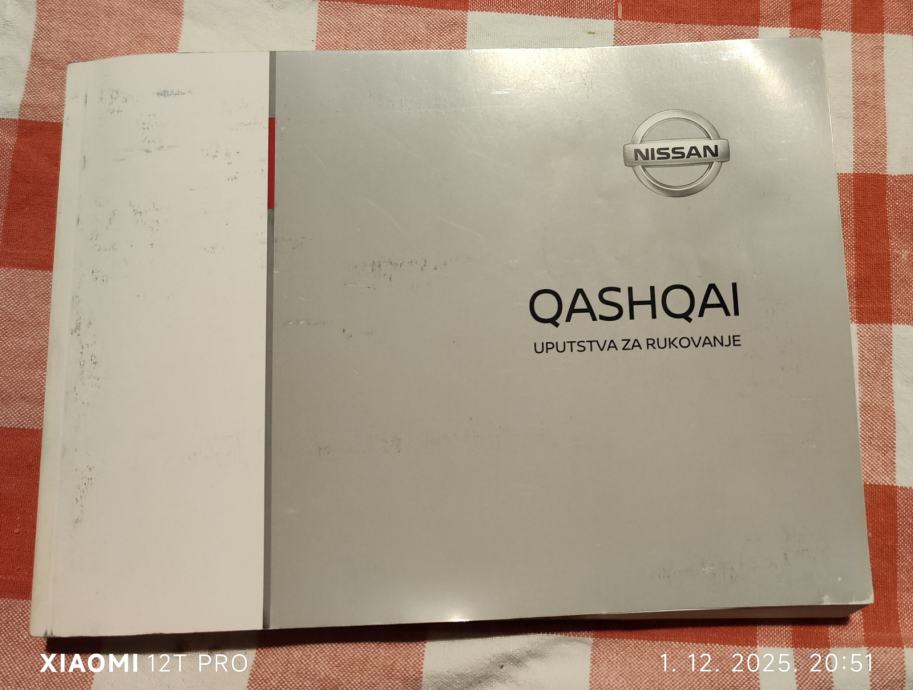 NISSAN
QASHQAI
UPUTSTVA ZA RUKOVANJE
XIAOMI 12T PRO
1. 12. 2025. 20:51